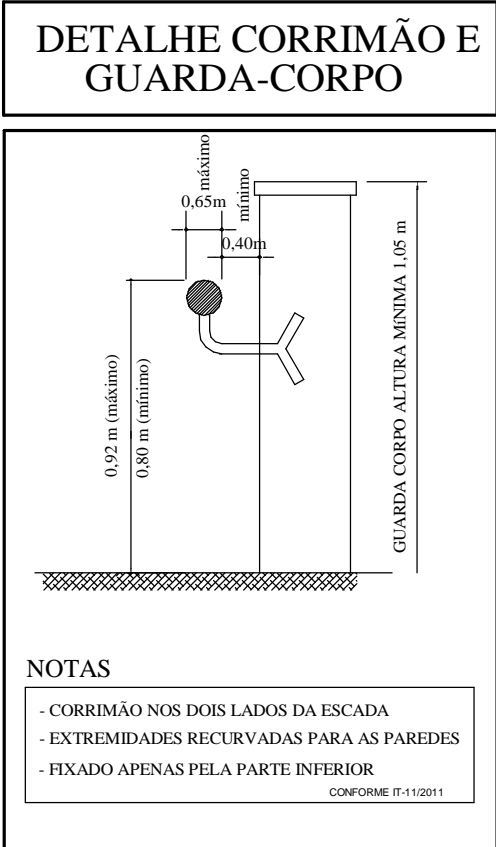 DETALHE CORRIMÃO E
GUARDA-CORPO
máximo
0,65m
mínimo
0,40m
0,92 m (máximo)
0,80 m (mínimo)
GUARDA CORPO ALTURA MíNIMA 1,05 m
NOTAS
- CORRIMÃO NOS DOIS LADOS DA ESCADA
- EXTREMIDADES RECURVADAS PARA AS PAREDES
- FIXADO APENAS PELA PARTE INFERIOR
CONFORME IT-11/2011